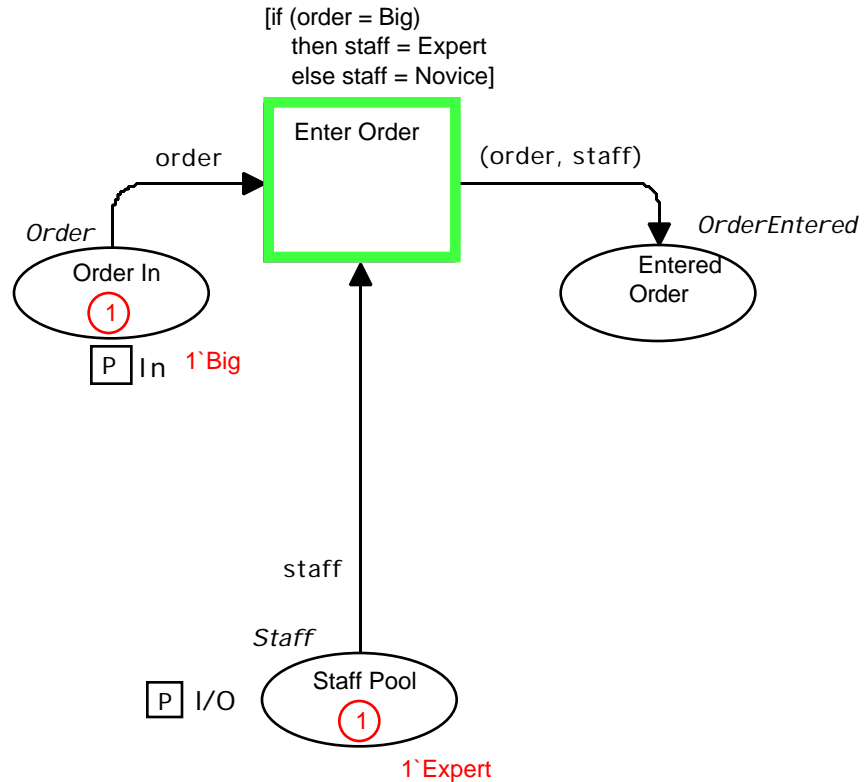 [if (order = Big)
then staff = Expert
else staff = Novice]
Enter Order
order
(order, staff)
Order
OrderEntered
Order In
1
Entered
Order
P In 1`Big
staff
Staff
Staff Pool
P I/O
1
1`Expert